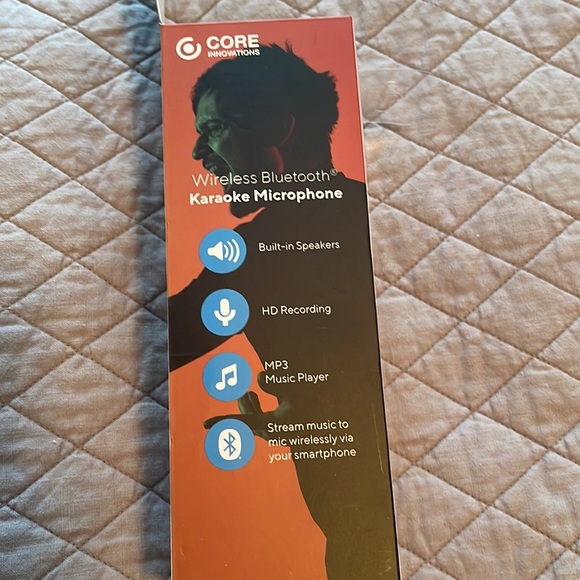 CORE
INNOVATIONS
Wireless Bluetooth®
Karaoke Microphone
Built-in Speakers
HD Recording
MP3
Music Player
Stream music to
mic wirelessly via
your smartphone